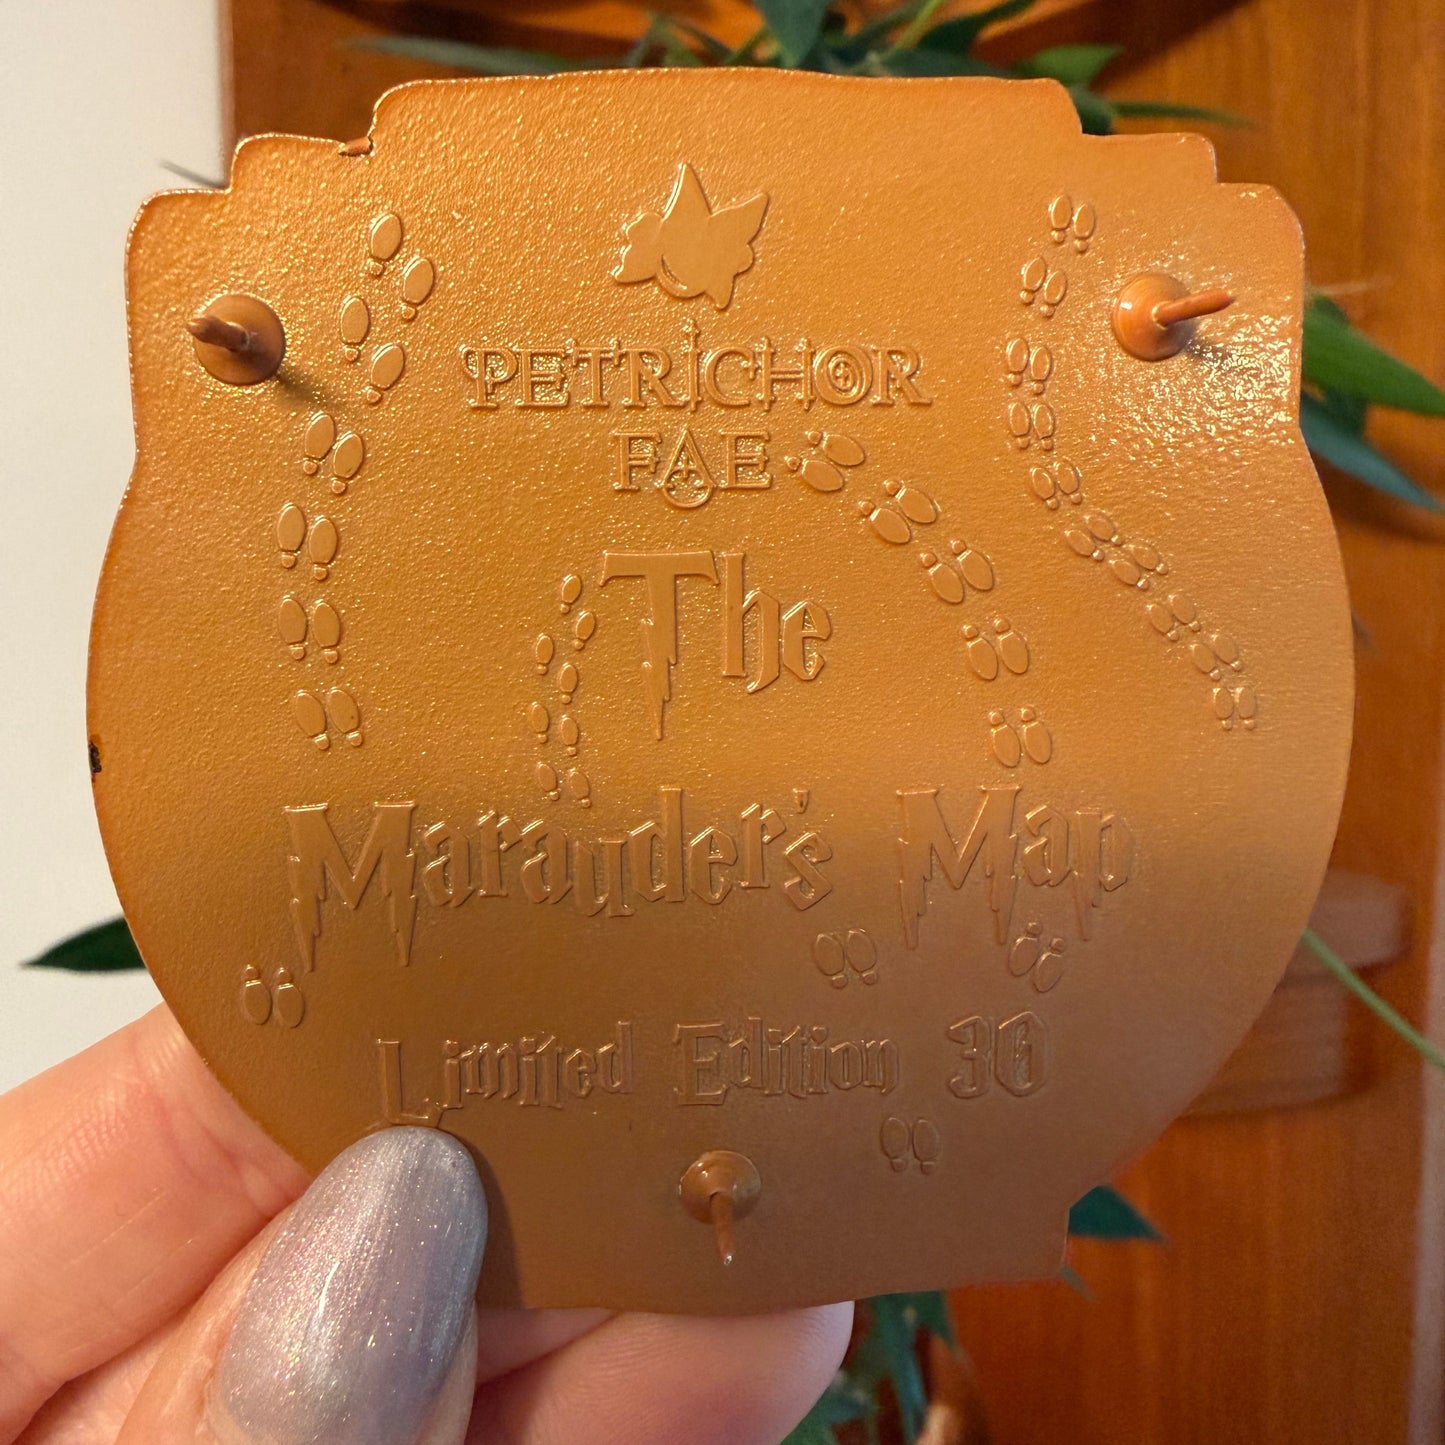 PETRICHOR
FAE
The
Marauder's Map
Limited Edition 30